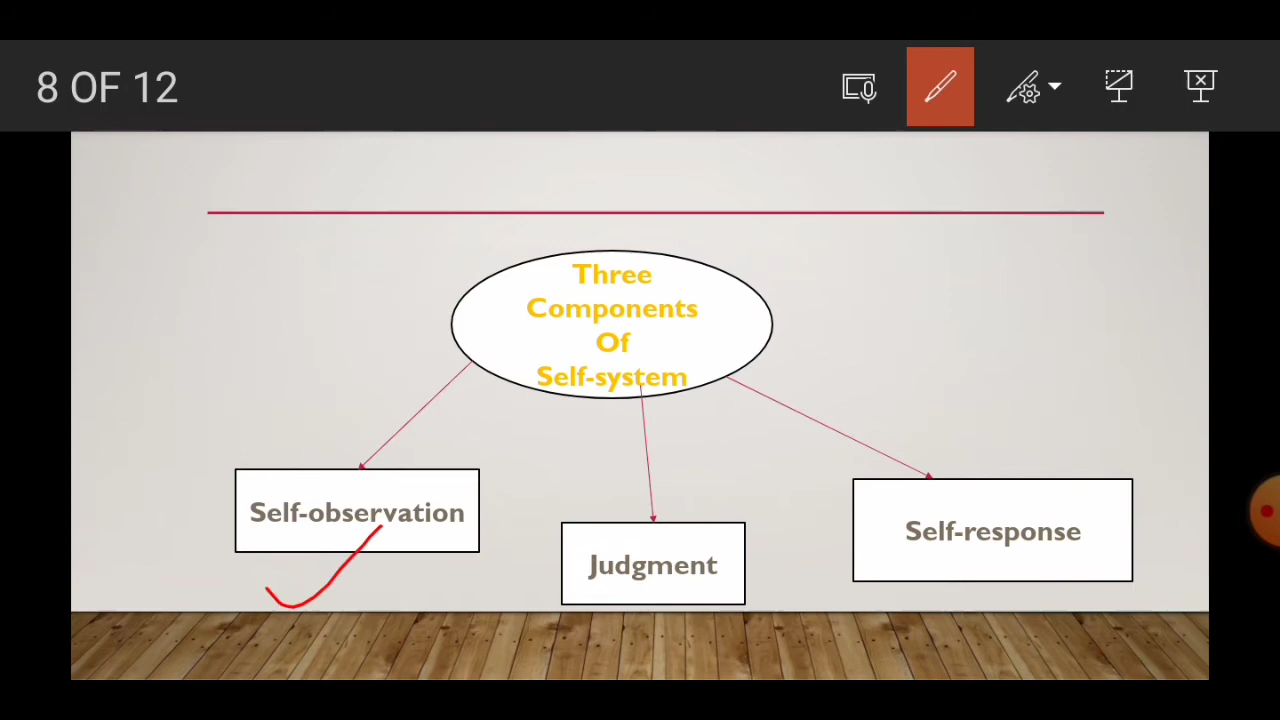 8 OF 12
Three
Components
Of
Self-system
Self-observation
Judgment
Self-response